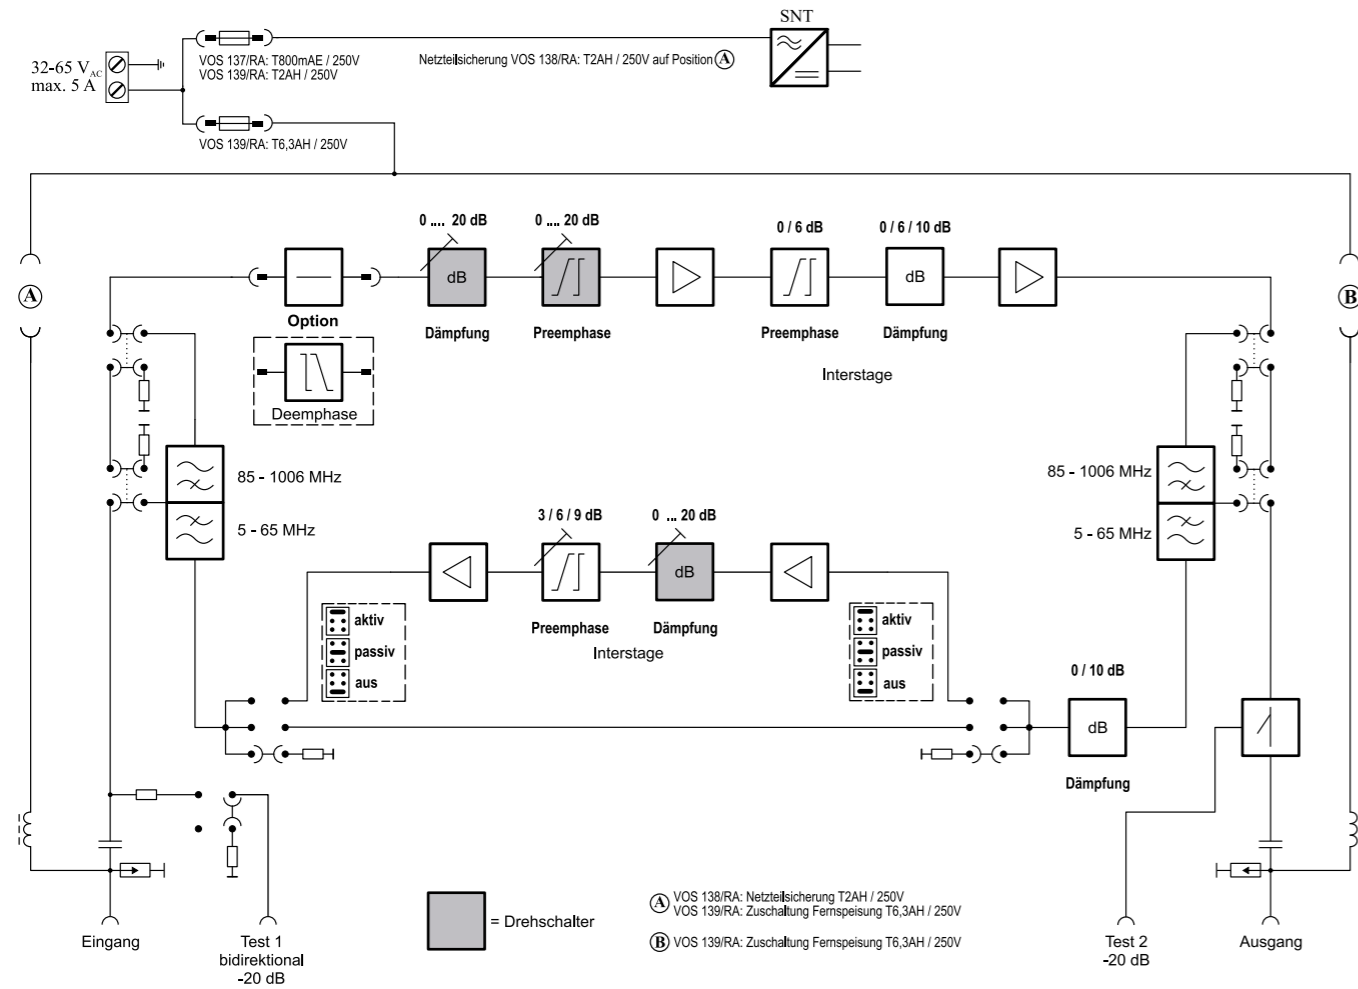 SNT
32-65 VAC
max. 5 A
VOS 137/RA: T800mAE / 250V
VOS 139/RA: T2AH / 250V
Netzteilsicherung VOS 138/RA: T2AH / 250V auf Position A
VOS 139/RA: T6,3AH / 250V
0 .... 20 dB
0 .... 20 dB
0 / 6 dB
0 / 6 / 10 dB
A
dB
dB
B
Option
Dämpfung
Preemphase
Preemphase
Dämpfung
Interstage
Deemphase
85 - 1006 MHz
5 - 65 MHz
85 - 1006 MHz
5 - 65 MHz
3 / 6 / 9 dB
0 ... 20 dB
dB
Preemphase
Dämpfung
Interstage
aktiv
passiv
aus
aktiv
passiv
aus
0 / 10 dB
dB
Dämpfung
= Drehschalter
A VOS 138/RA: Netzteilsicherung T2AH / 250V
VOS 139/RA: Zuschaltung Fernspeisung T6,3AH / 250V
B VOS 139/RA: Zuschaltung Fernspeisung T6,3AH / 250V
Eingang
Test 1
bidirektional
-20 dB
Test 2
-20 dB
Ausgang